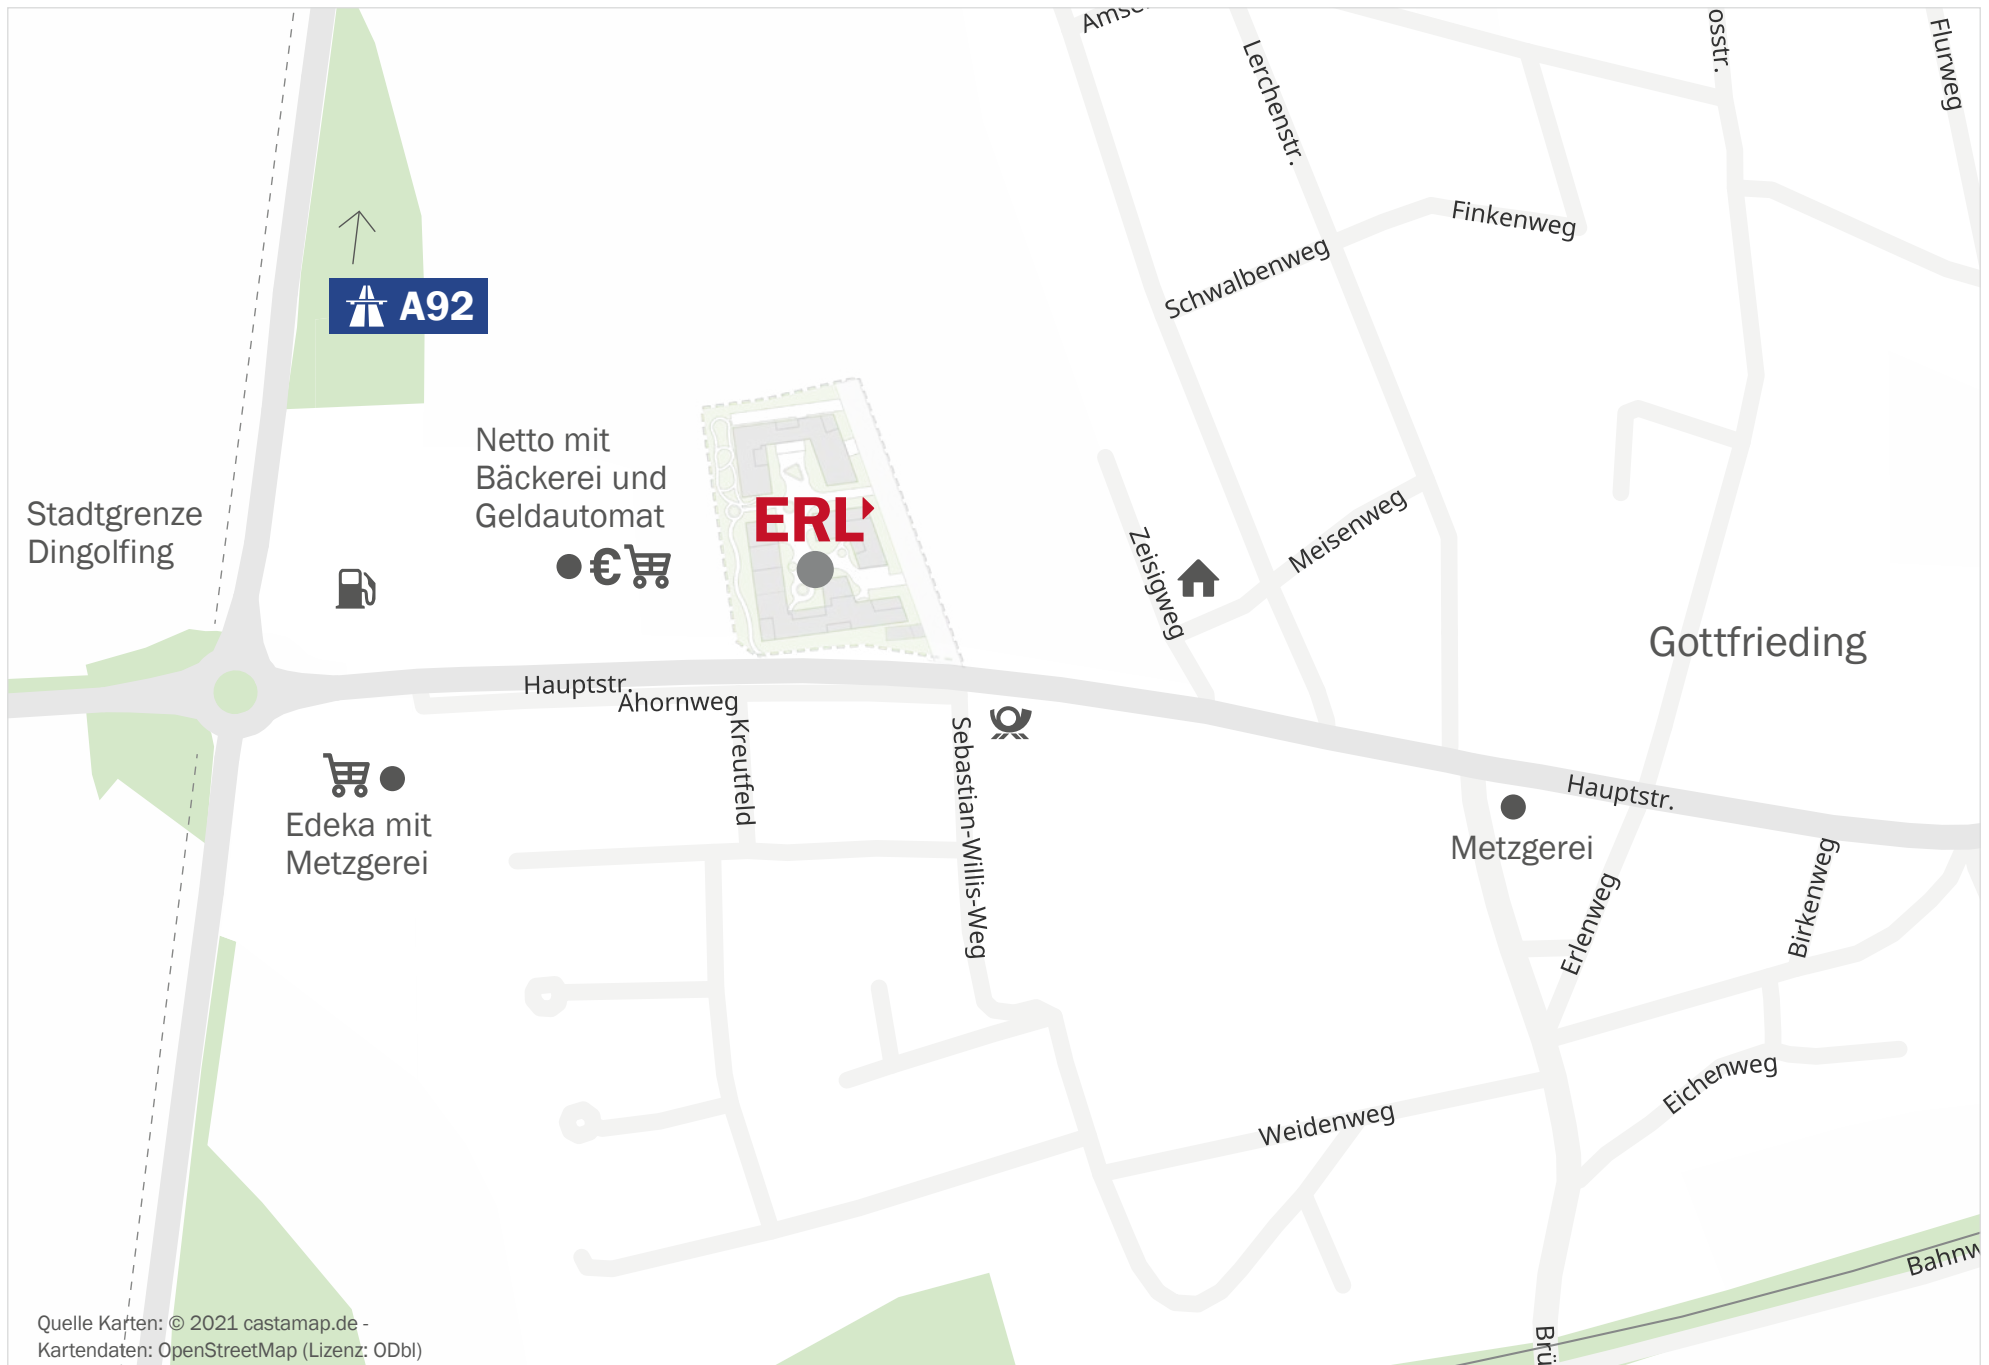 Lerchenstr.
Flurweg
Finkenweg
Schwalbenweg
A92
Netto mit
Bäckerei und
Geldautomat
€
ERL
Stadtgrenze
Dingolfing
Meisenweg
Zeisigweg
Gottfrieding
Hauptstr.
Ahornweg
Kreutfeld
Sebastian-Willis-Weg
Edeka mit
Metzgerei
Hauptstr.
Metzgerei
Erlenweg
Birkenweg
Eichenweg
Weidenweg
Quelle Karten: © 2021 castamap.de -
Kartendaten: OpenStreetMap (Lizenz: ODbl)